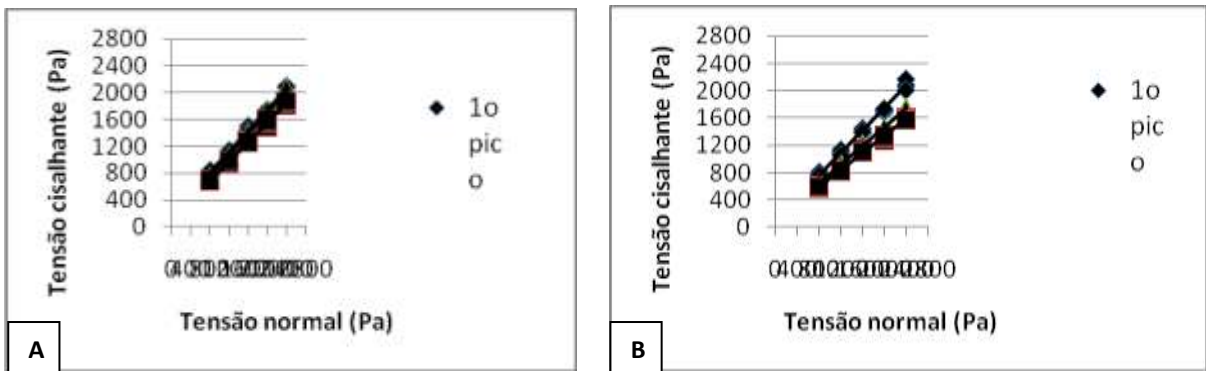 Tensão cisalhante (Pa)
2800
2400
2000
1600
1200
800
400
0
Tensão normal (Pa)
1o
pic
o
A
Tensão cisalhante (Pa)
2800
2400
2000
1600
1200
800
400
0
Tensão normal (Pa)
1o
pic
o
B